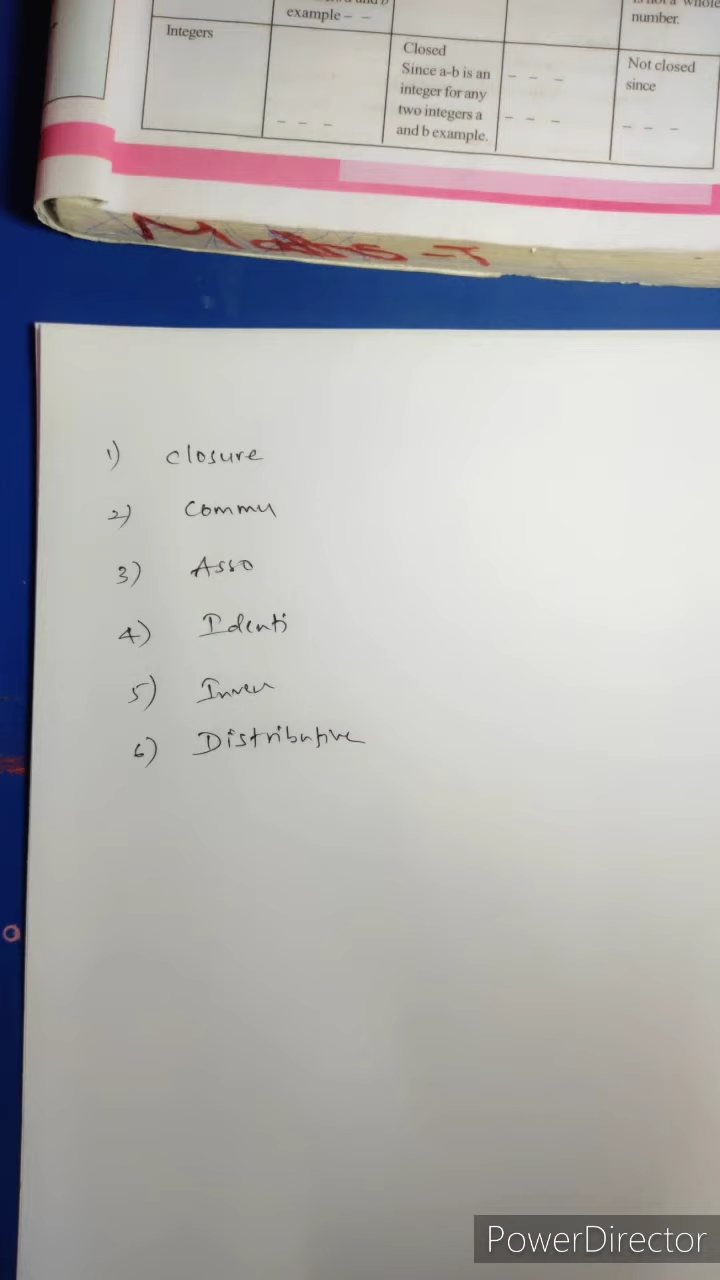 example – –
number.
Integers
Closed
Since a-b is an
integer for any
two integers a
and b example.
– – –
– – –
– – –
Not closed
since
– – –
Maths -
1) closure
2) Commu
3) Asso
4) Identi
5) Inver
6) Distributive
PowerDirector